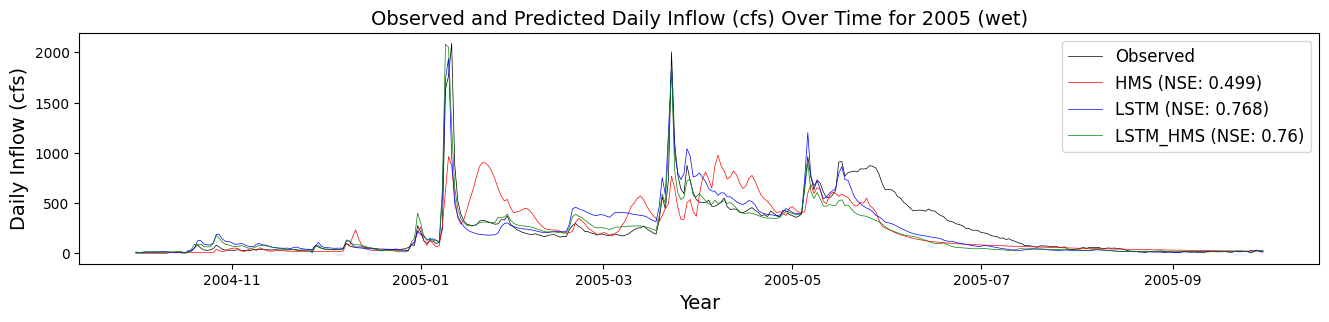 Observed and Predicted Daily Inflow (cfs) Over Time for 2005 (wet)
Daily Inflow (cfs)
2000
1500
1000
500
0
Observed
HMS (NSE: 0.499)
LSTM (NSE: 0.768)
LSTM_HMS (NSE: 0.76)
2004-11 2005-01 2005-03 2005-05 2005-07 2005-09
Year